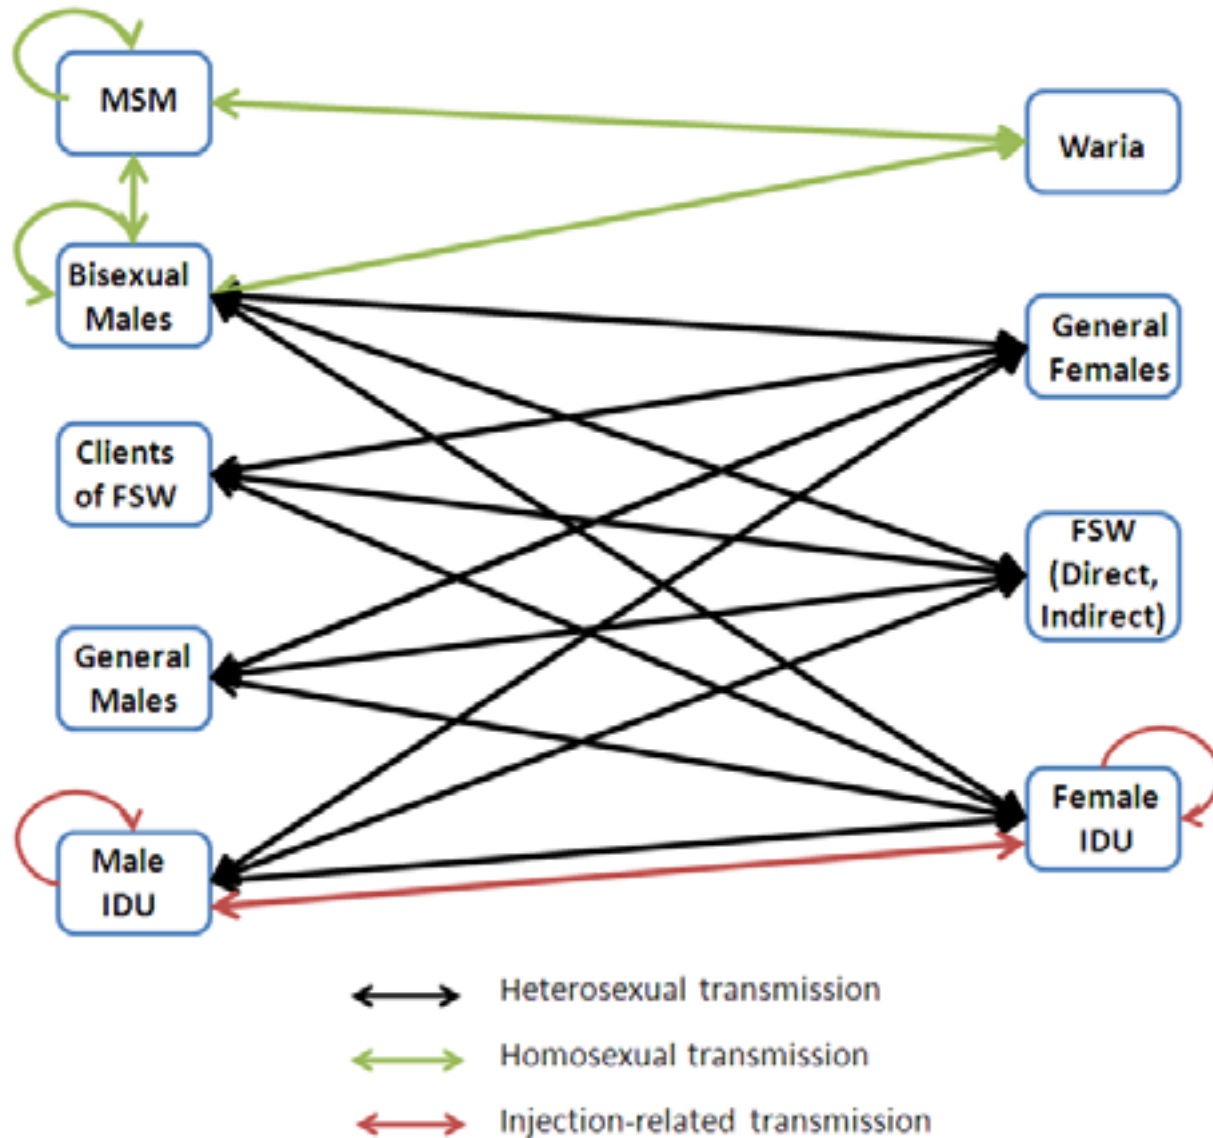 MSM
Waria
Bisexual
Males
General
Females
Clients
of FSW
FSW
(Direct,
Indirect)
General
Males
Female
IDU
Male
IDU
Heterosexual transmission
Homosexual transmission
Injection-related transmission